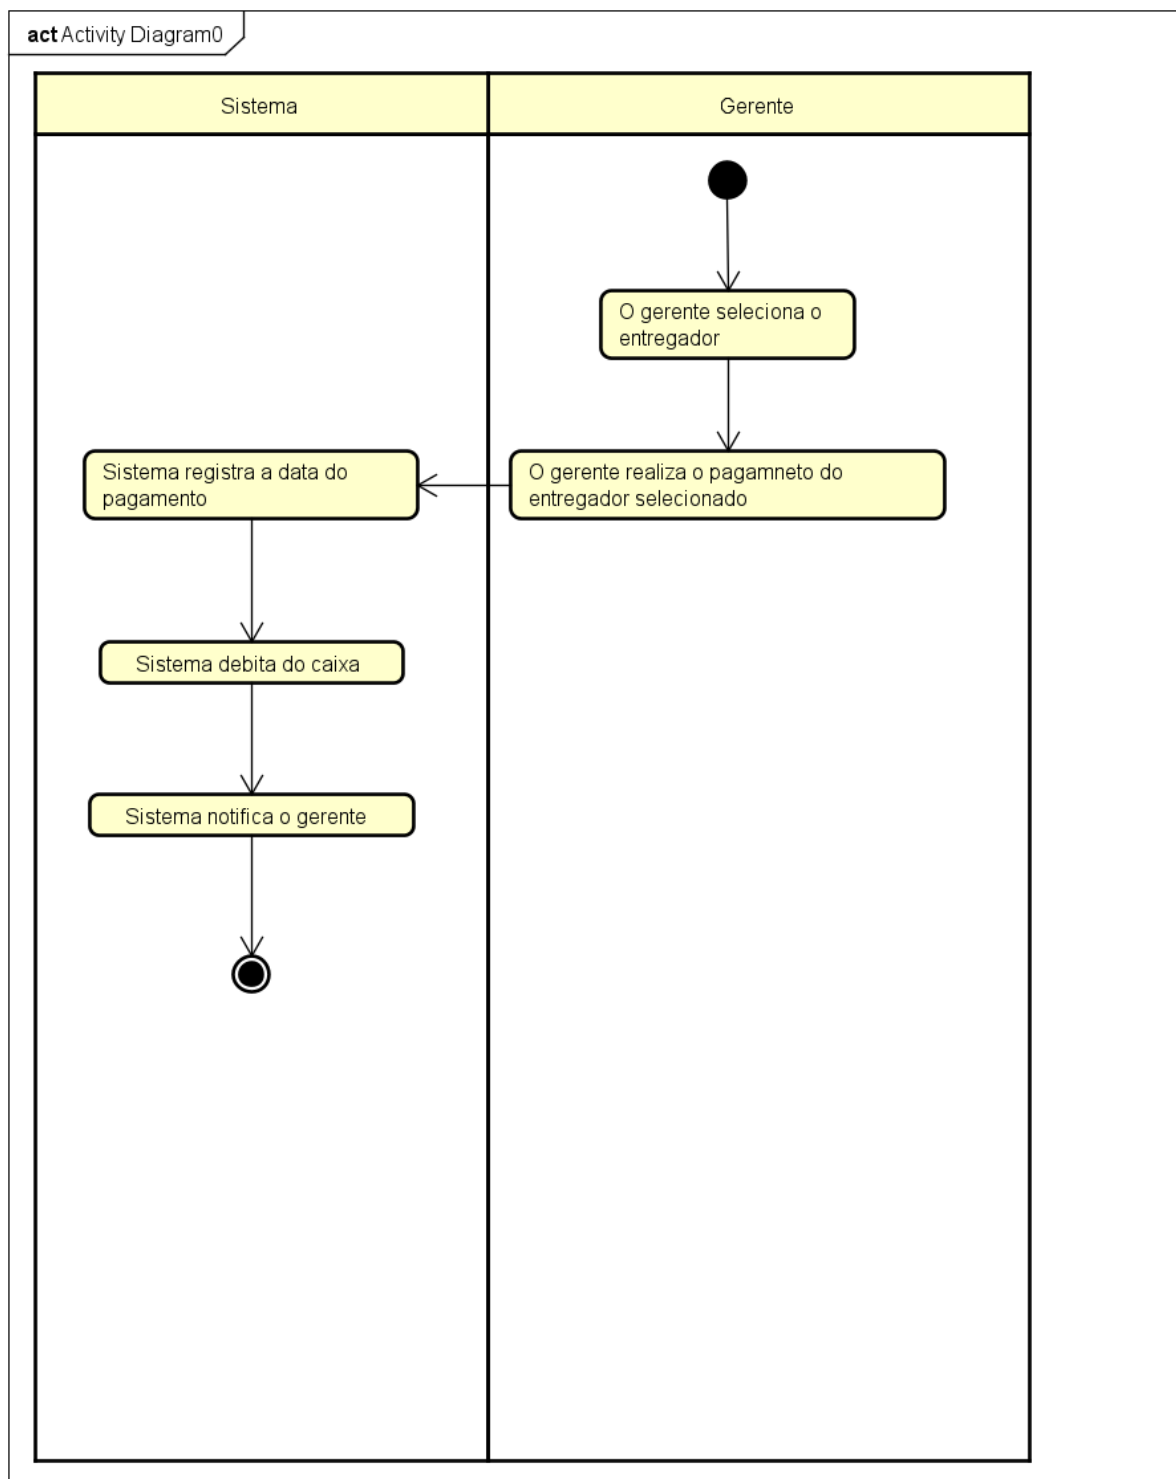 act Activity Diagram0
Sistema
Gerente
O gerente seleciona o
entregador
O gerente realiza o pagamneto do
entregador selecionado
Sistema registra a data do
pagamento
Sistema debita do caixa
Sistema notifica o gerente